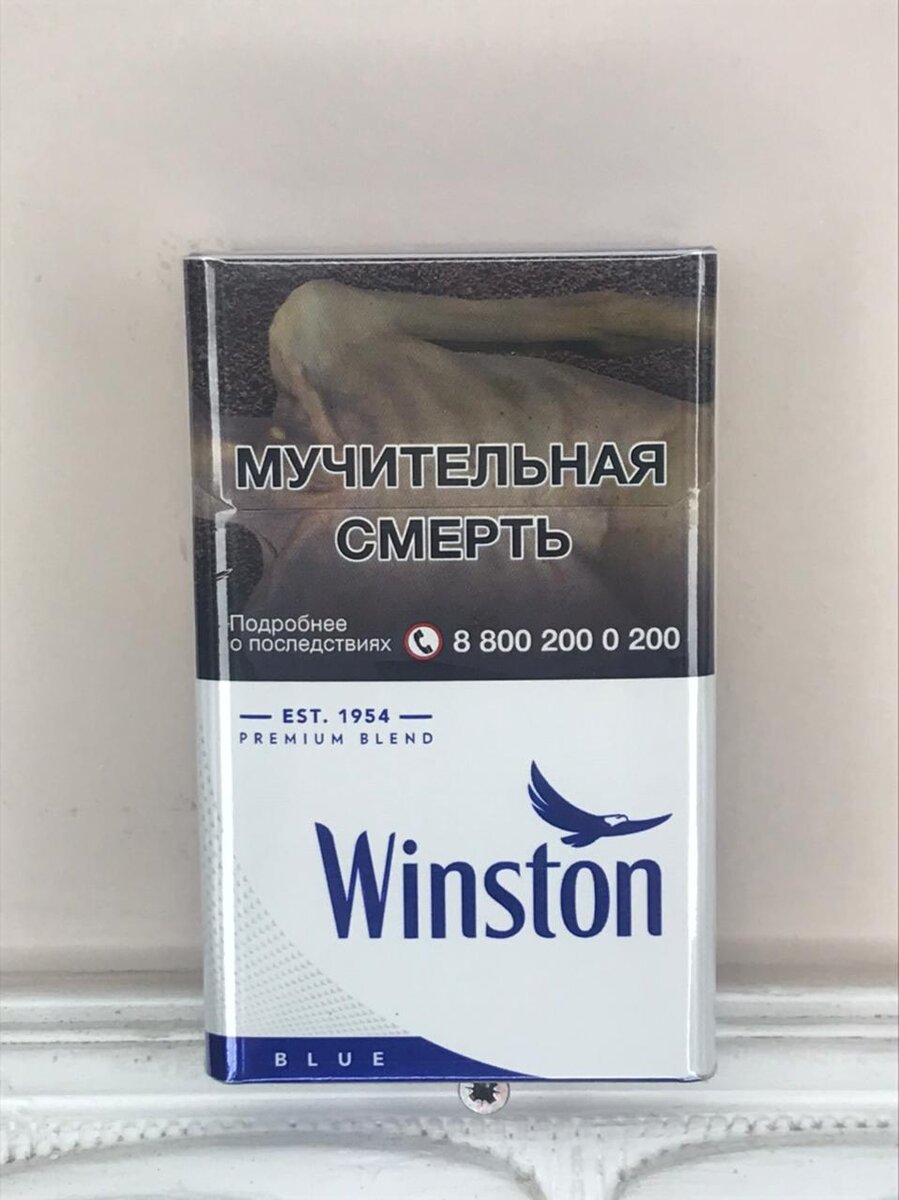 МУЧИТЕЛЬНАЯ
СМЕРТЬ
Подробнее
о последствиях 8 800 200 0 200
EST. 1954
PREMIUM BLEND
Winston
BLUE